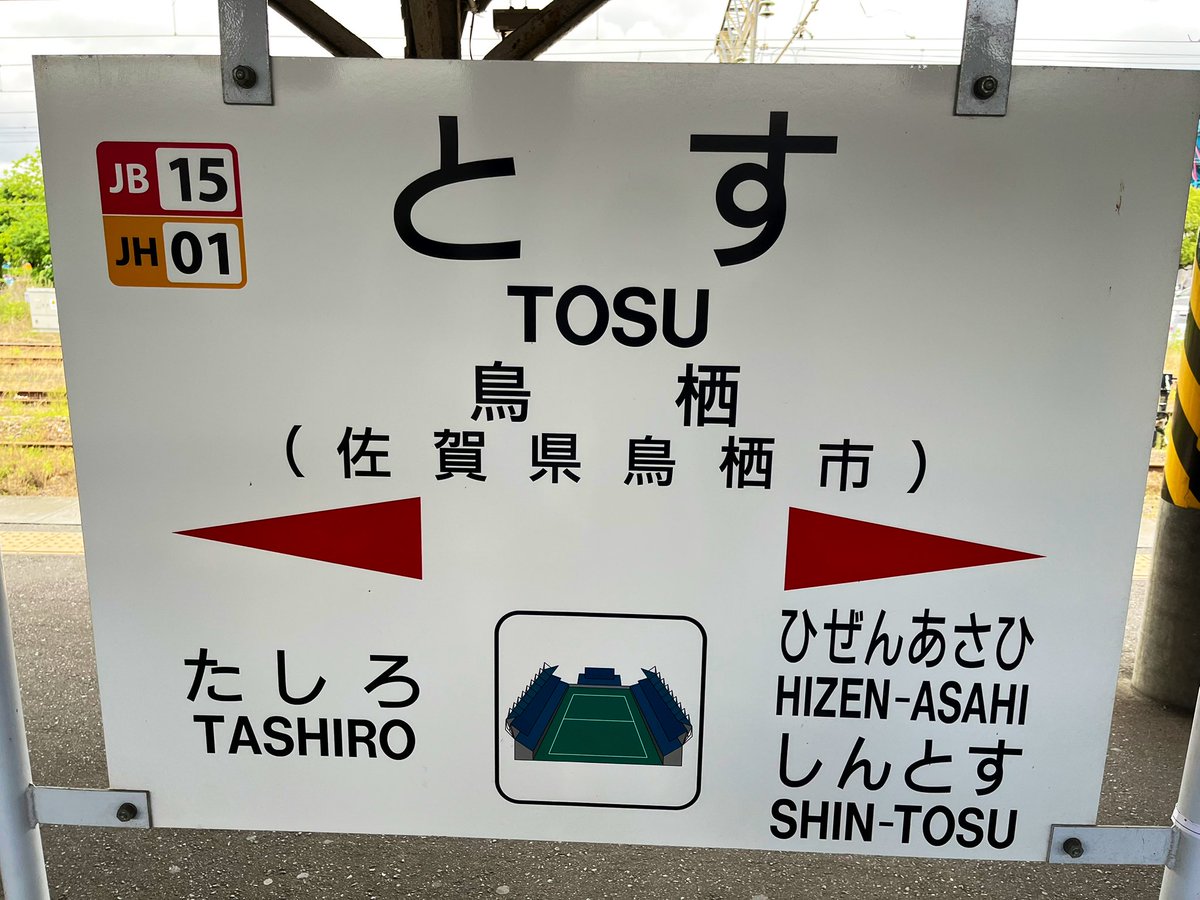 JB 15
JH 01
とす
TOSU
鳥栖
(佐賀県鳥栖市)
たしろ
TASHIRO
ひぜんあさひ
HIZEN-ASAHI
しんとす
SHIN-TOSU